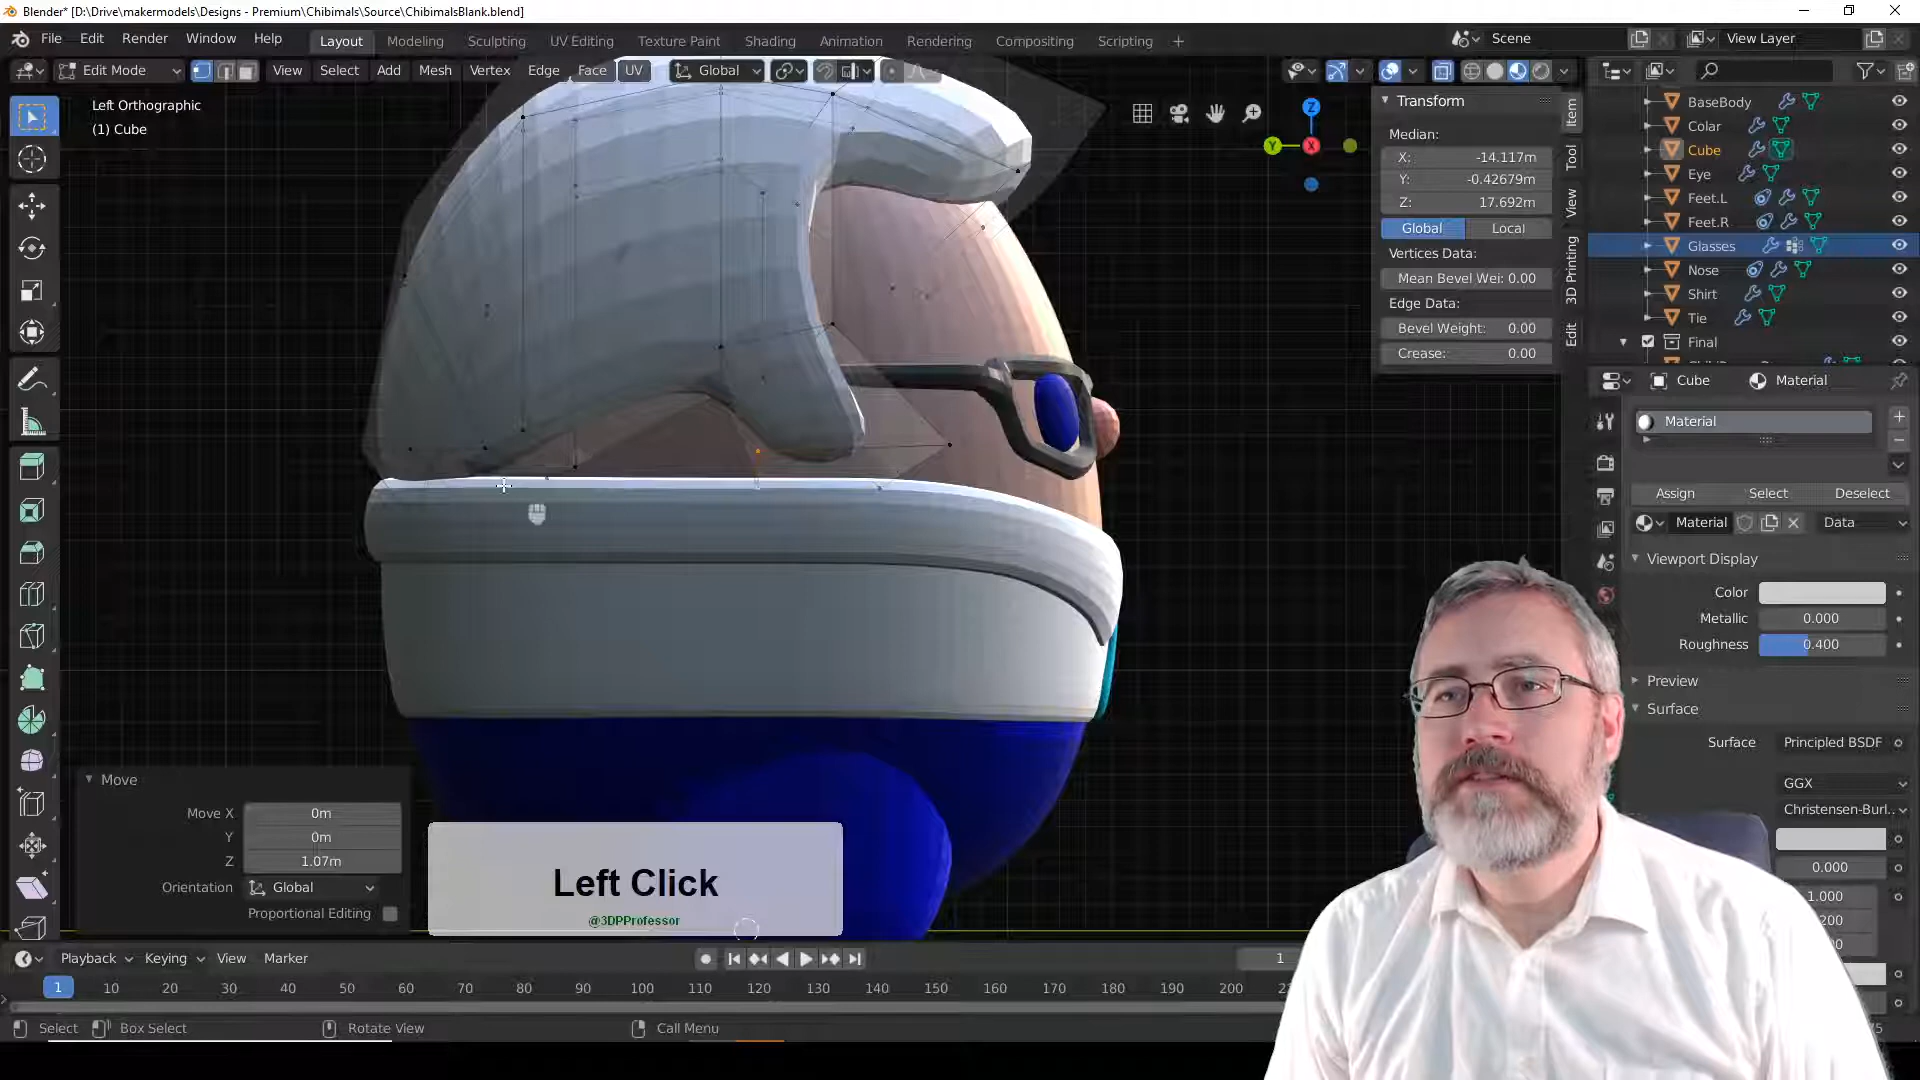 Blender* [D:\Drive\makermodels\Designs - Premium\Chibimals\Source\ChibimalsBlank.blend]
File Edit Render Window Help
Layout Modeling Sculpting UV Editing Texture Paint Shading Animation Rendering Compositing Scripting +
Scene
View Layer
Edit Mode
View Select Add Mesh Vertex Edge Face UV
Global
Left Orthographic
(1) Cube
Z
Y
X
Transform
Median:
X: -14.117m
Y: -0.42679m
Z: 17.692m
Global Local
Vertices Data:
Mean Bevel Wei: 0.00
Edge Data:
Bevel Weight: 0.00
Crease: 0.00
Item
Tool
View
3D Printing
Edit
BaseBody
Colar
Cube
Eye
Feet.L
Feet.R
Glasses
Nose
Shirt
Tie
Final
Cube Material
Material
Assign Select Deselect
Material Data
Viewport Display
Color
Metallic 0.000
Roughness 0.400
Preview
Surface
Surface Principled BSDF
GGX
Christensen-Burl..
0.000
1.000
Move
Move X 0m
Y 0m
Z 1.07m
Orientation Global
Proportional Editing
Left Click
@3DPProfessor
Playback Keying View Marker
1
1 10 20 30 40 50 60 70 80 90 100 110 120 130 140 150 160 170 180 190 200
Select Box Select Rotate View Call Menu